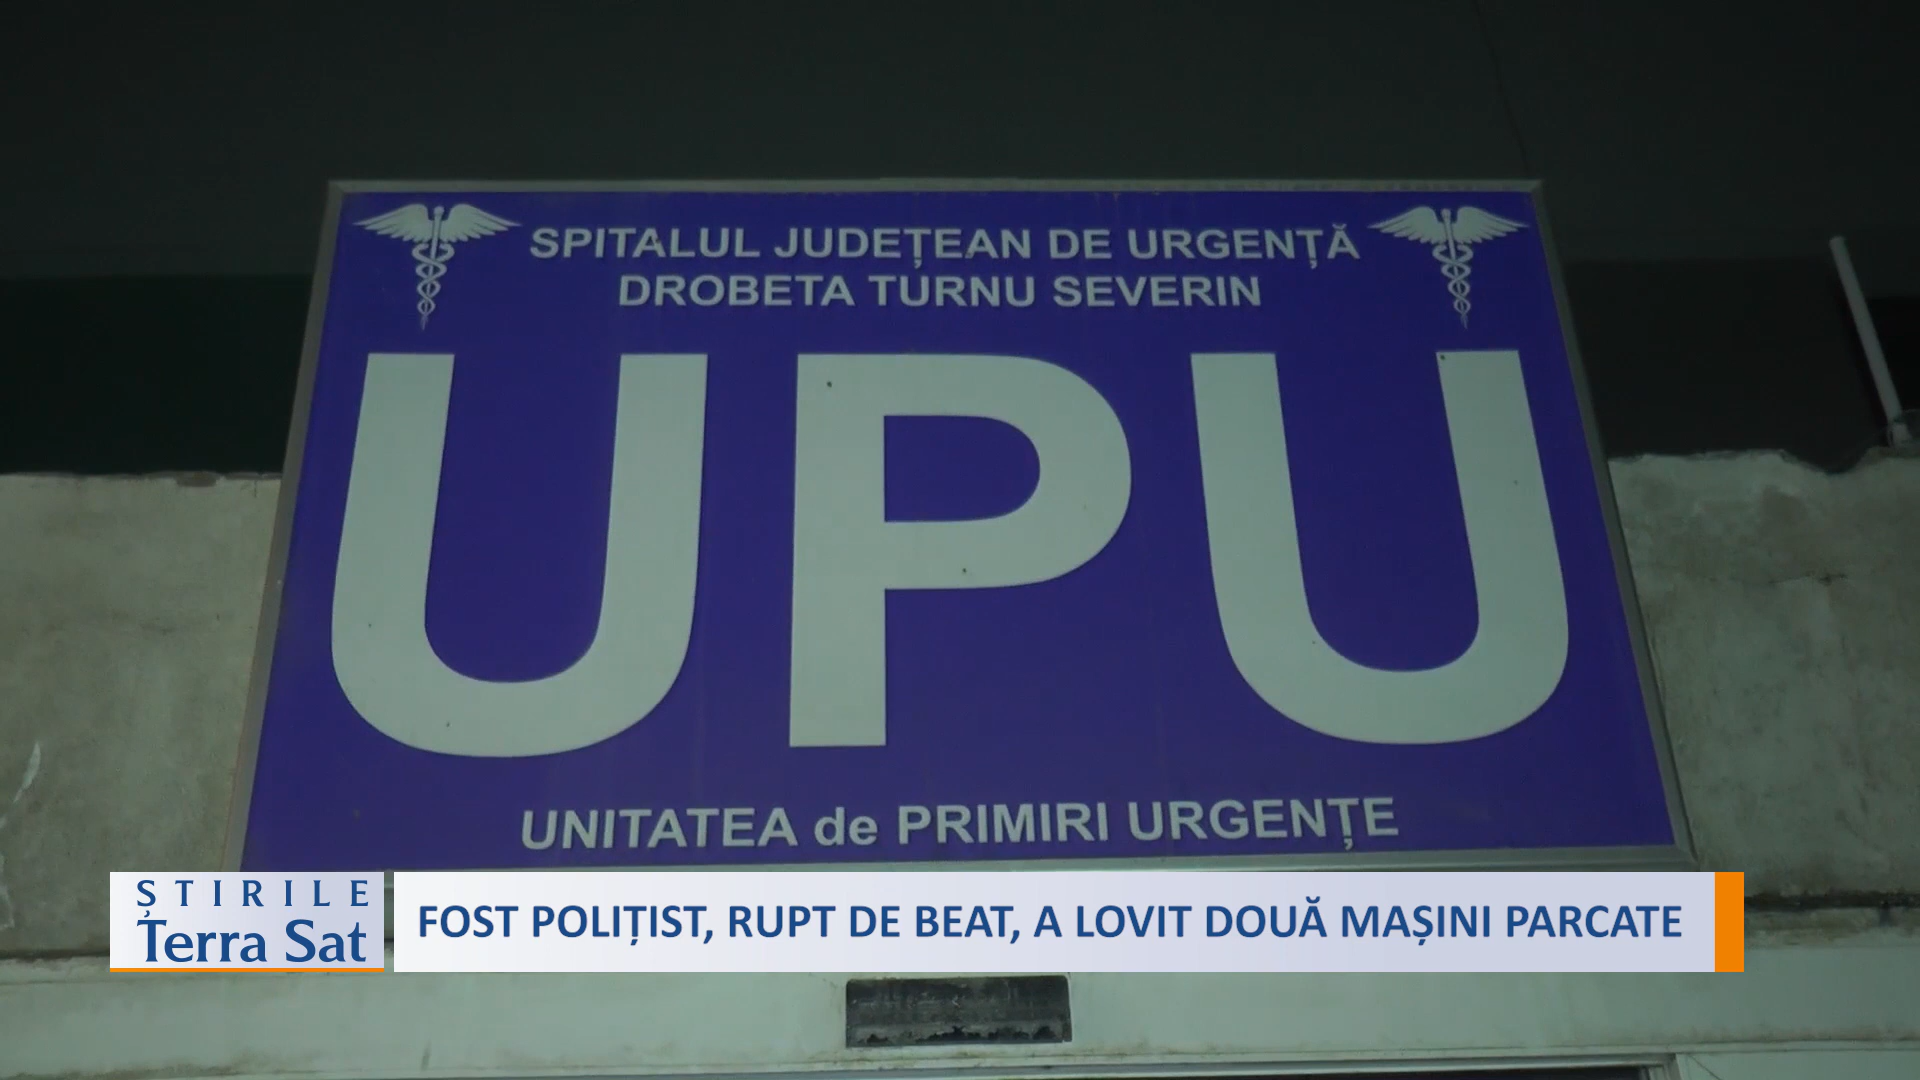 SPITALUL JUDEȚEAN DE URGENȚĂ
DROBETA TURNU SEVERIN
UPU
UNITATEA de PRIMIRI URGENȚE
ȘTIRILE
Terra Sat
FOST POLIȚIST, RUPT DE BEAT, A LOVIT DOUĂ MAȘINI PARCATE